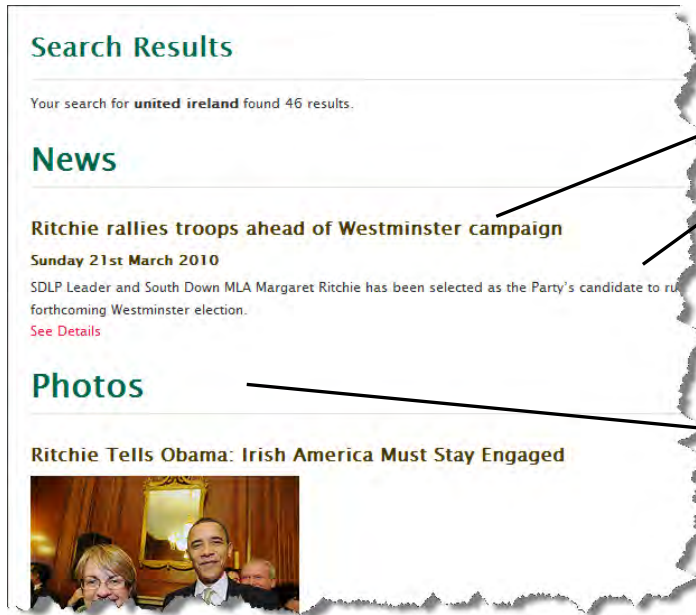 Search Results
Your search for united ireland found 46 results.
News
Ritchie rallies troops ahead of Westminster campaign
Sunday 21st March 2010
SDLP Leader and South Down MLA Margaret Ritchie has been selected as the Party's candidate to
forthcoming Westminster election.
See Details
Photos
Ritchie Tells Obama: Irish America Must Stay Engaged